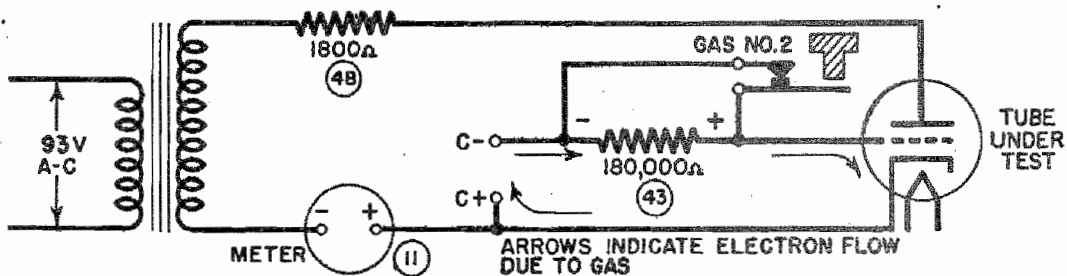 1800Ω
48
GAS NO.2
93V
A-C
C-
-
+
180,000Ω
43
C+
TUBE
UNDER
TEST
METER
-
+
11
ARROWS INDICATE ELECTRON FLOW
DUE TO GAS